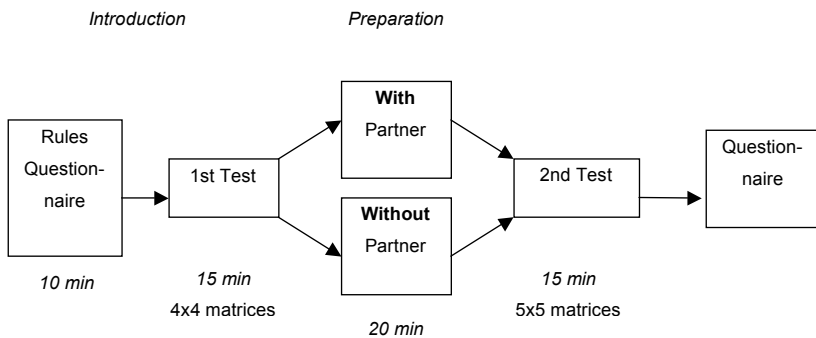 Introduction
Preparation
Rules
Question-
naire
10 min
1st Test
15 min
4x4 matrices
With
Partner
Without
Partner
20 min
2nd Test
15 min
5x5 matrices
Question-
naire